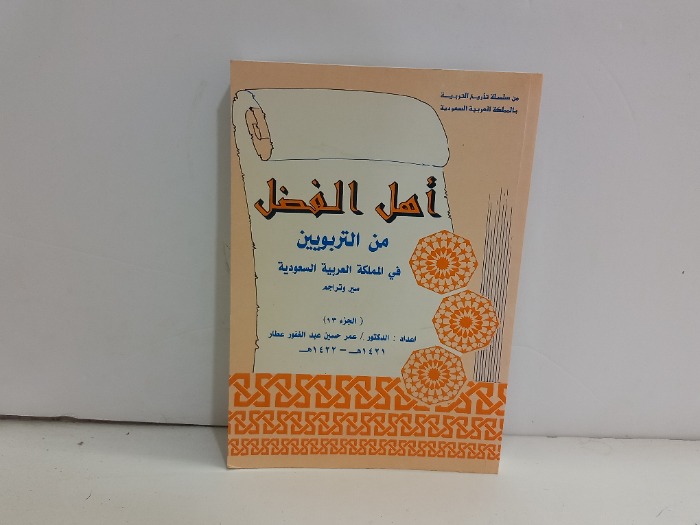 من سلسلة تاريخ التربية
بالمملكة العربية السعودية
أهل الفضل
من التربويين
في المملكة العربية السعودية
سير وتراجم
( الجزء ١٣ )
اعداد : الدكتور / عمر حسين عبد الغفور عطار
١٤٢١هـ - ١٤٢٢هـ